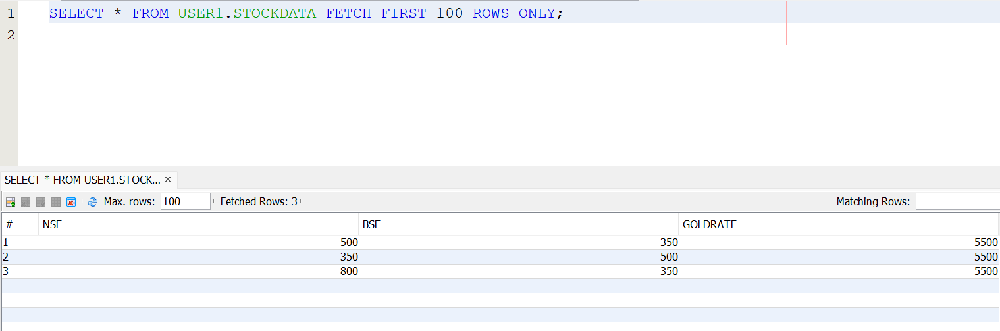 1 SELECT * FROM USER1.STOCKDATA FETCH FIRST 100 ROWS ONLY;
2
SELECT * FROM USER1.STOCK... ×
Max. rows: 100 Fetched Rows: 3 Matching Rows:
# NSE BSE GOLDRATE
1 500 350 5500
2 350 500 5500
3 800 350 5500